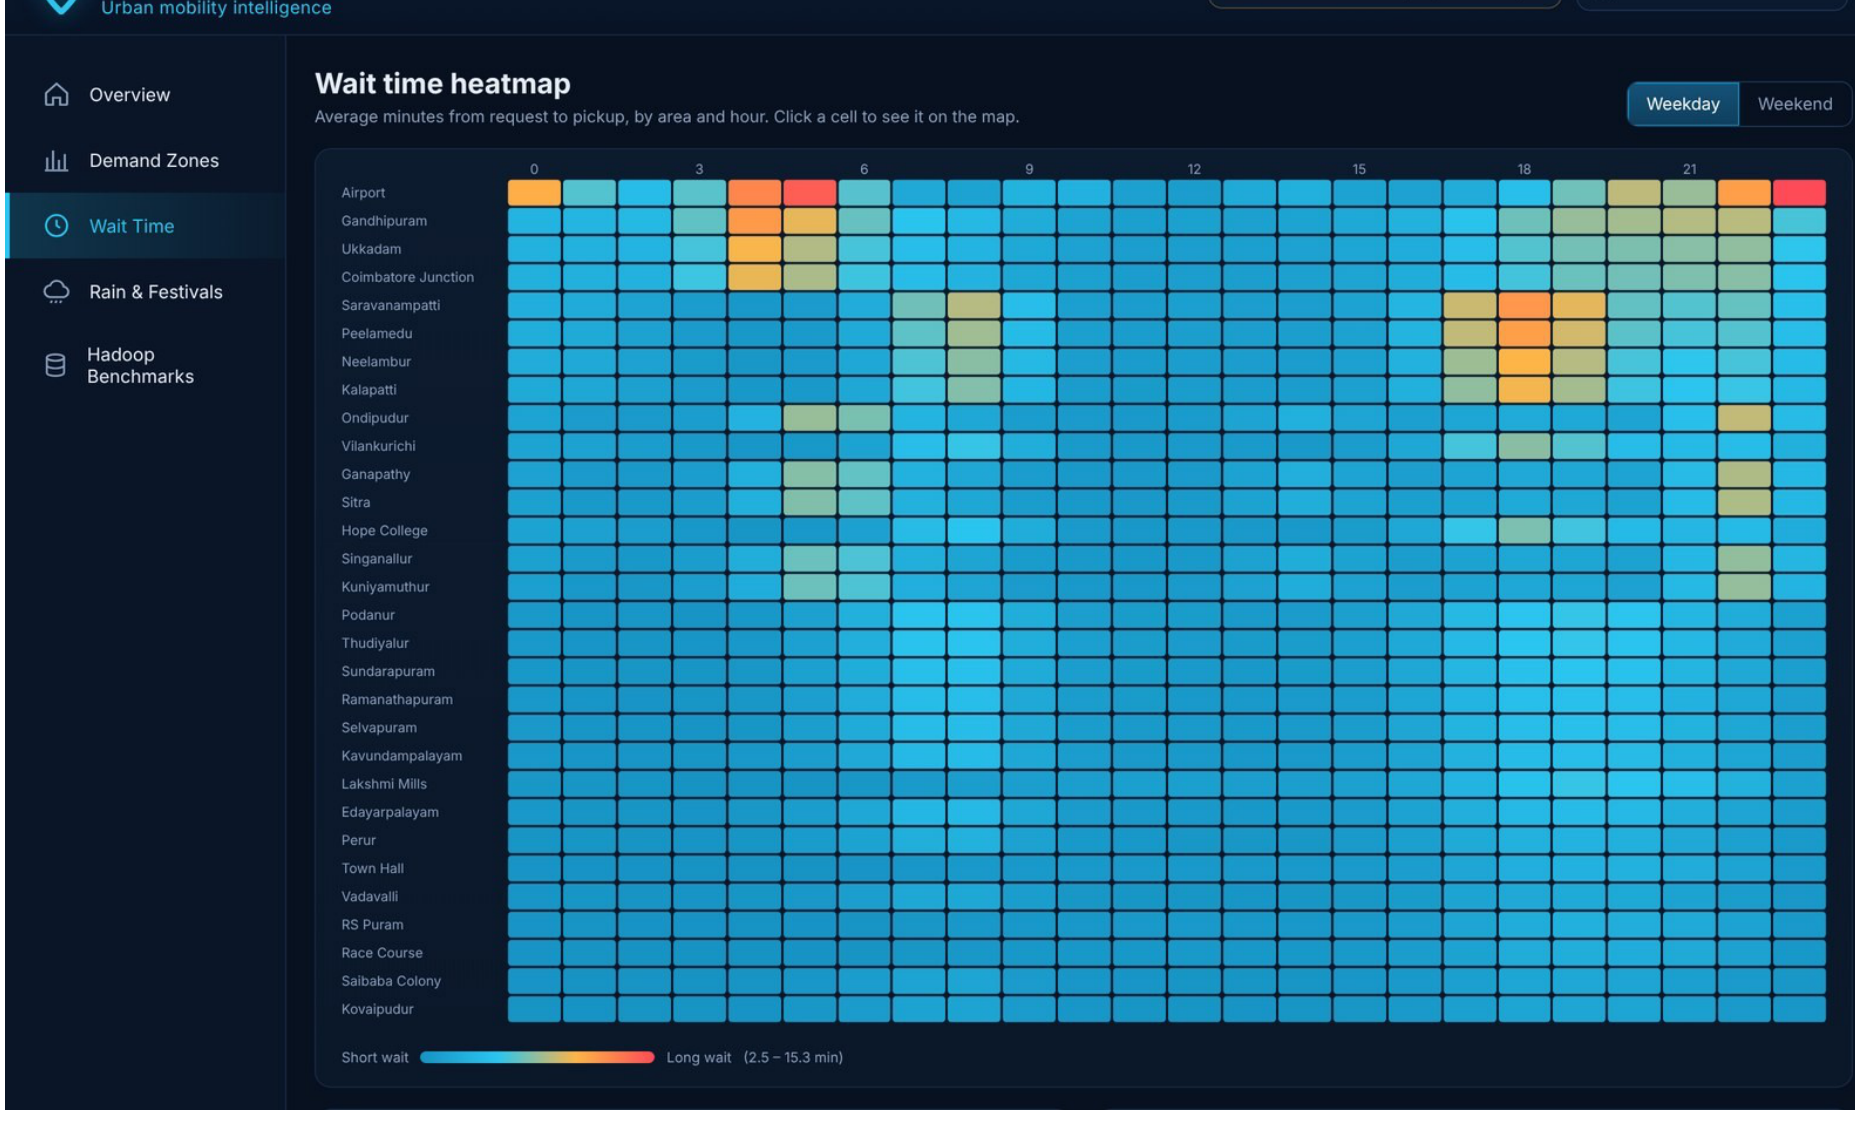 Urban mobility intelligence
Overview
Demand Zones
Wait Time
Rain & Festivals
Hadoop
Benchmarks
Wait time heatmap
Average minutes from request to pickup, by area and hour. Click a cell to see it on the map.
Weekday Weekend
0 3 6 9 12 15 18 21
Airport
Gandhipuram
Ukkadam
Coimbatore Junction
Saravanampatti
Peelamedu
Neelambur
Kalapatti
Ondipudur
Vilankurichi
Ganapathy
Sitra
Hope College
Singanallur
Kuniyamuthur
Podanur
Thudiyalur
Sundarapuram
Ramanathapuram
Selvapuram
Kavundampalayam
Lakshmi Mills
Edayarpalayam
Perur
Town Hall
Vadavalli
RS Puram
Race Course
Saibaba Colony
Kovaipudur
Short wait Long wait (2.5 – 15.3 min)